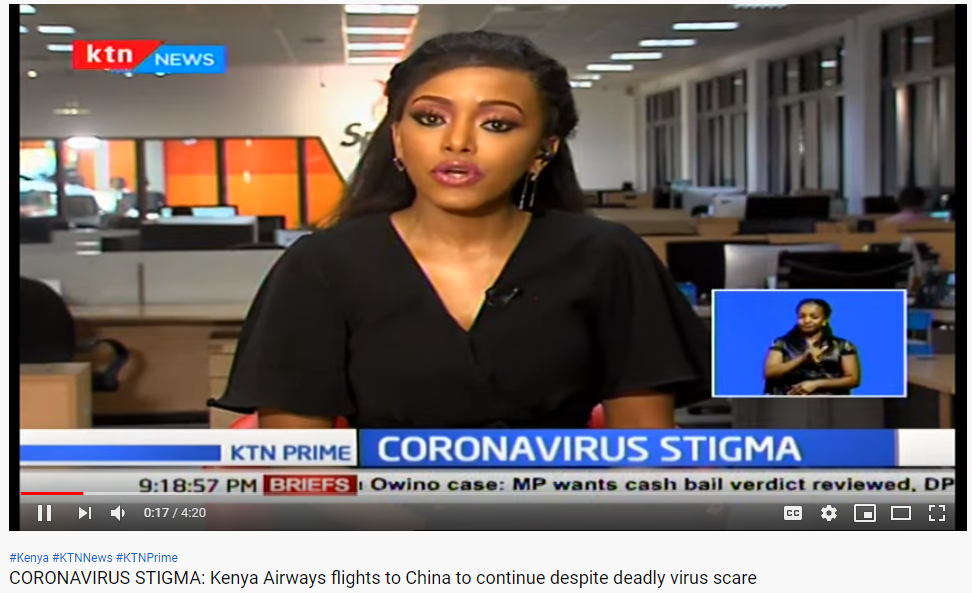 ktn NEWS
KTN PRIME
CORONAVIRUS STIGMA
9:18:57 PM BRIEFS Owino case: MP wants cash bail verdict reviewed, DP
0:17 / 4:20
CC
#Kenya #KTNNews #KTNPrime
CORONAVIRUS STIGMA: Kenya Airways flights to China to continue despite deadly virus scare